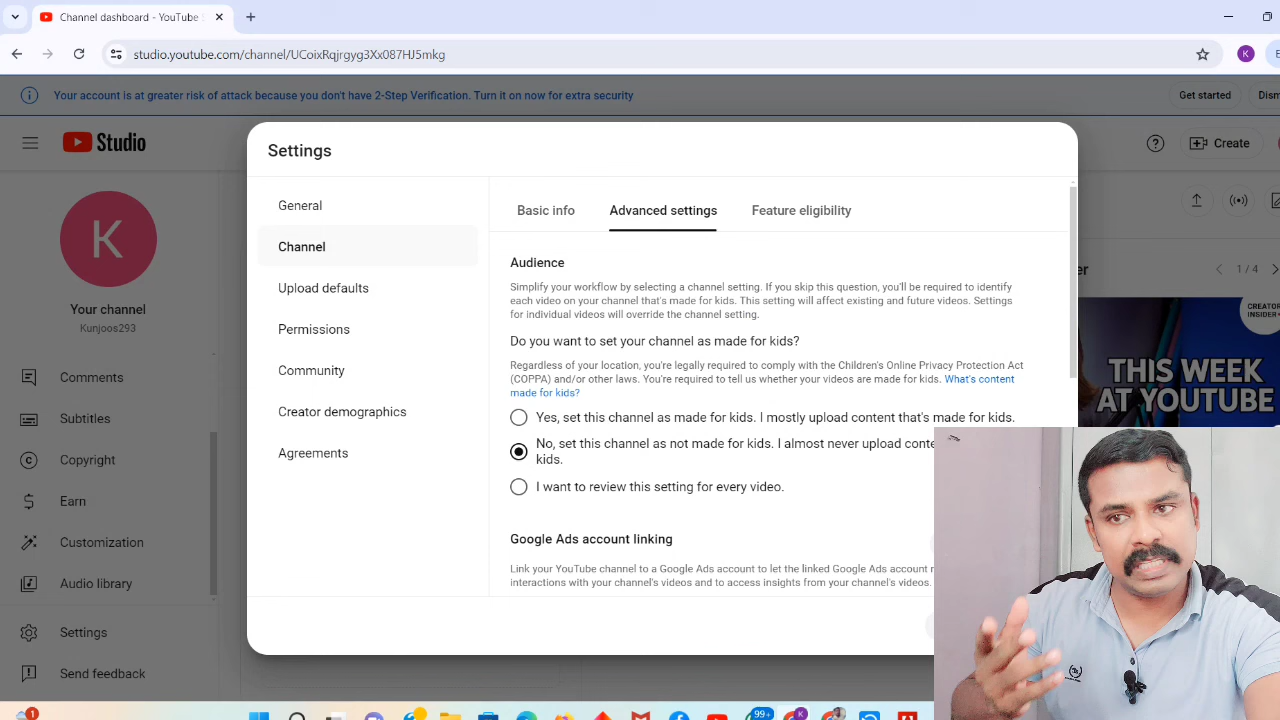 Channel dashboard - YouTube S
studio.youtube.com/channel/UCoixRqjrgyg3Xx087HJ5mkg
K
Your account is at greater risk of attack because you don't have 2-Step Verification. Turn it on now for extra security
Get started
Dism
Studio
Create
K
Your channel
Kunjoos293
Comments
Subtitles
Copyright
Earn
Customization
Audio library
Settings
Send feedback
Settings
General
Channel
Upload defaults
Permissions
Community
Creator demographics
Agreements
Basic info
Advanced settings
Feature eligibility
Audience
Simplify your workflow by selecting a channel setting. If you skip this question, you'll be required to identify
each video on your channel that's made for kids. This setting will affect existing and future videos. Settings
for individual videos will override the channel setting.
Do you want to set your channel as made for kids?
Regardless of your location, you're legally required to comply with the Children's Online Privacy Protection Act
(COPPA) and/or other laws. You're required to tell us whether your videos are made for kids. What's content
made for kids?
Yes, set this channel as made for kids. I mostly upload content that's made for kids.
No, set this channel as not made for kids. I almost never upload conte
kids.
I want to review this setting for every video.
Google Ads account linking
Link your YouTube channel to a Google Ads account to let the linked Google Ads account r
interactions with your channel's videos and to access insights from your channel's videos.
er
1 / 4
CREATOR
INSIDER
THIS WEEK
AT YOUTUBE
1
99+
K